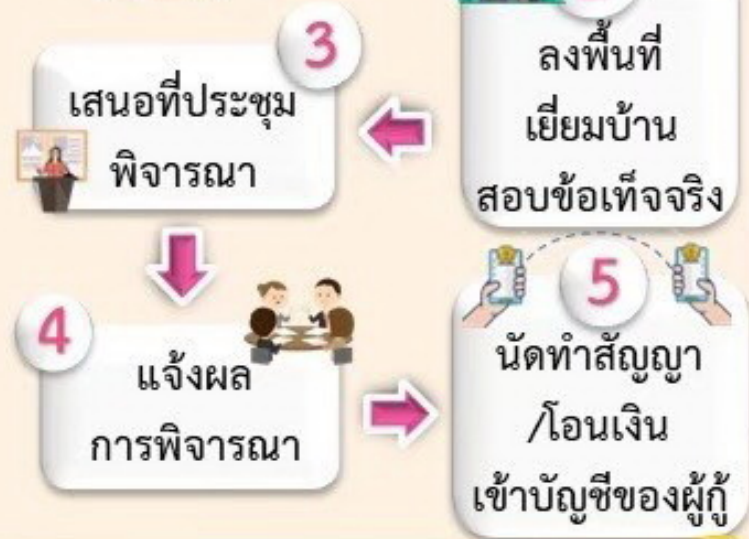 ลงพื้นที่
เยี่ยมบ้าน
สอบข้อเท็จจริง
3
เสนอที่ประชุม
พิจารณา
4
แจ้งผล
การพิจารณา
5
นัดทำสัญญา
/โอนเงิน
เข้าบัญชีของผู้กู้